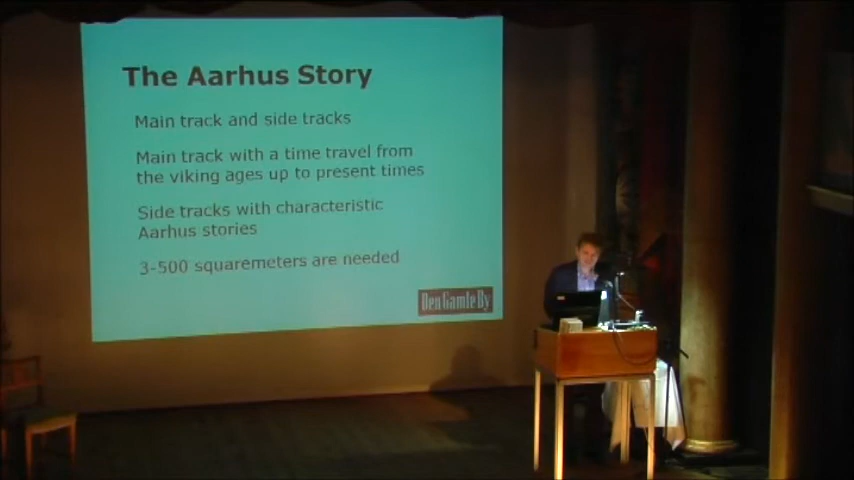 The Aarhus Story
Main track and side tracks
Main track with a time travel from
the viking ages up to present times
Side tracks with characteristic
Aarhus stories
3-500 squaremeters are needed
Den Gamle By